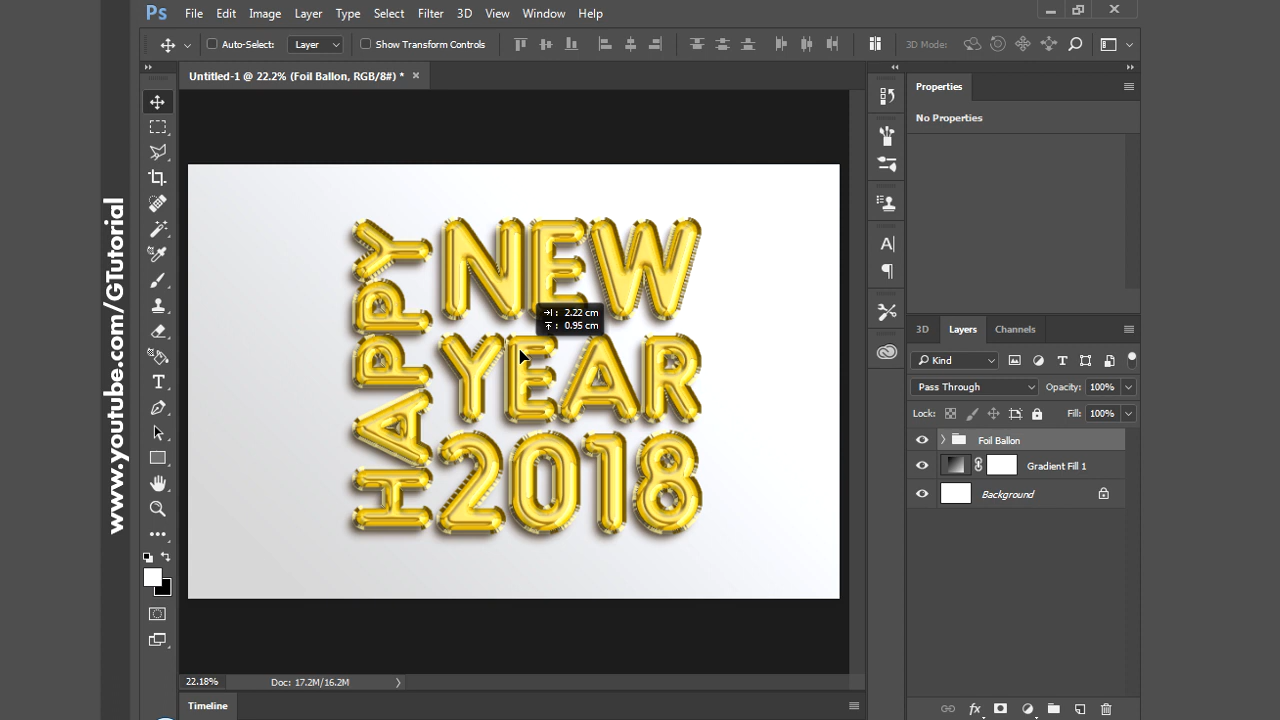 Ps File Edit Image Layer Type Select Filter 3D View Window Help
Auto-Select: Layer Show Transform Controls 3D Mode:
Untitled-1 @ 22.2% (Foil Ballon, RGB/8#) * ×
www.youtube.com/GTutorial
HAPPY
NEW
YEAR
2018
2.22 cm
0.95 cm
22.18% Doc: 17.2M/16.2M
Timeline
Properties
No Properties
3D Layers Channels
Kind
Pass Through Opacity: 100%
Lock: Fill: 100%
Foil Ballon
Gradient Fill 1
Background